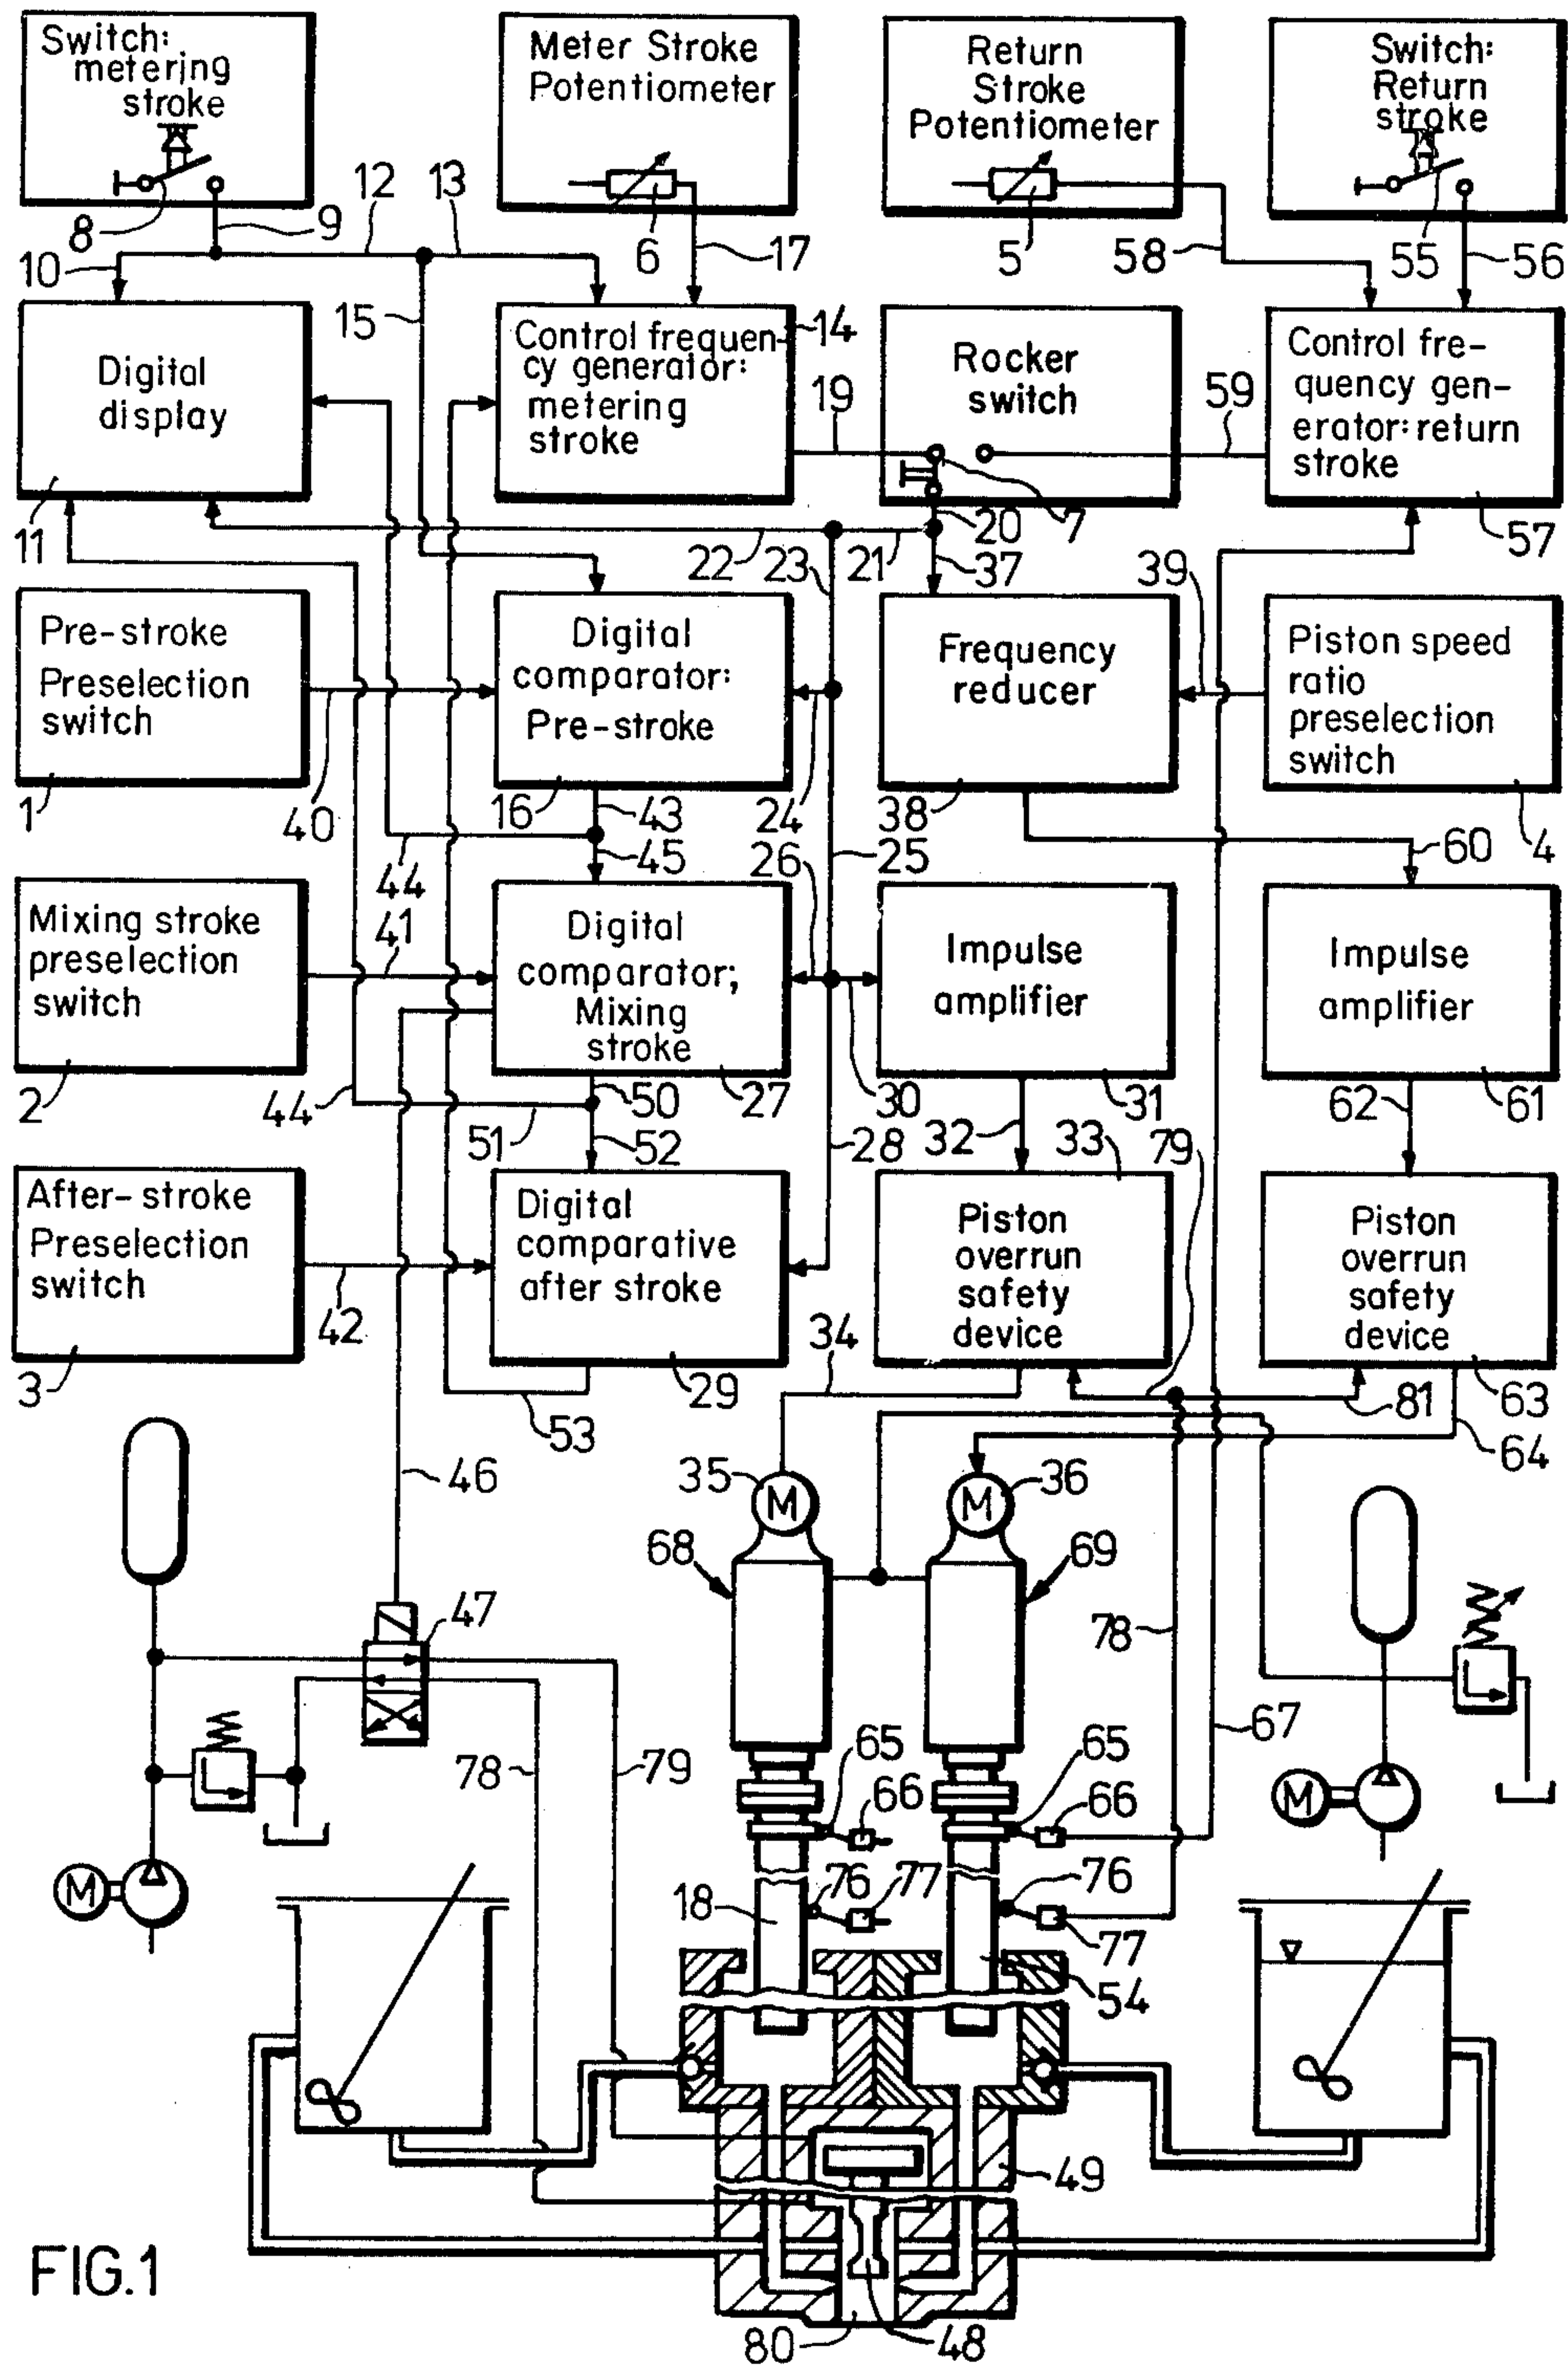 Switch:
metering
stroke
Meter Stroke
Potentiometer
Return
Stroke
Potentiometer
Switch:
Return
stroke
8
9
12
13
6
17
5
58
55
56
10
15
Digital
display
11
Control frequen-
cy generator:
metering
stroke
14
19
Rocker
switch
59
Control fre-
quency gen-
erator: return
stroke
57
22
23
21
20
7
37
39
Pre-stroke
Preselection
switch
1
40
Digital
comparator:
Pre-stroke
16
43
24
Frequency
reducer
38
Piston speed
ratio
preselection
switch
4
44
45
26
25
60
Mixing stroke
preselection
switch
2
41
Digital
comparator;
Mixing
stroke
27
Impulse
amplifier
31
Impulse
amplifier
61
44
50
51
52
30
28
32
33
79
62
After-stroke
Preselection
switch
3
42
Digital
comparative
after stroke
29
Piston
overrun
safety
device
Piston
overrun
safety
device
63
34
53
81
64
46
35
M
M
36
68
69
47
78
67
78
79
65
66
65
66
M
M
18
76
77
76
77
54
49
FIG.1
80
48